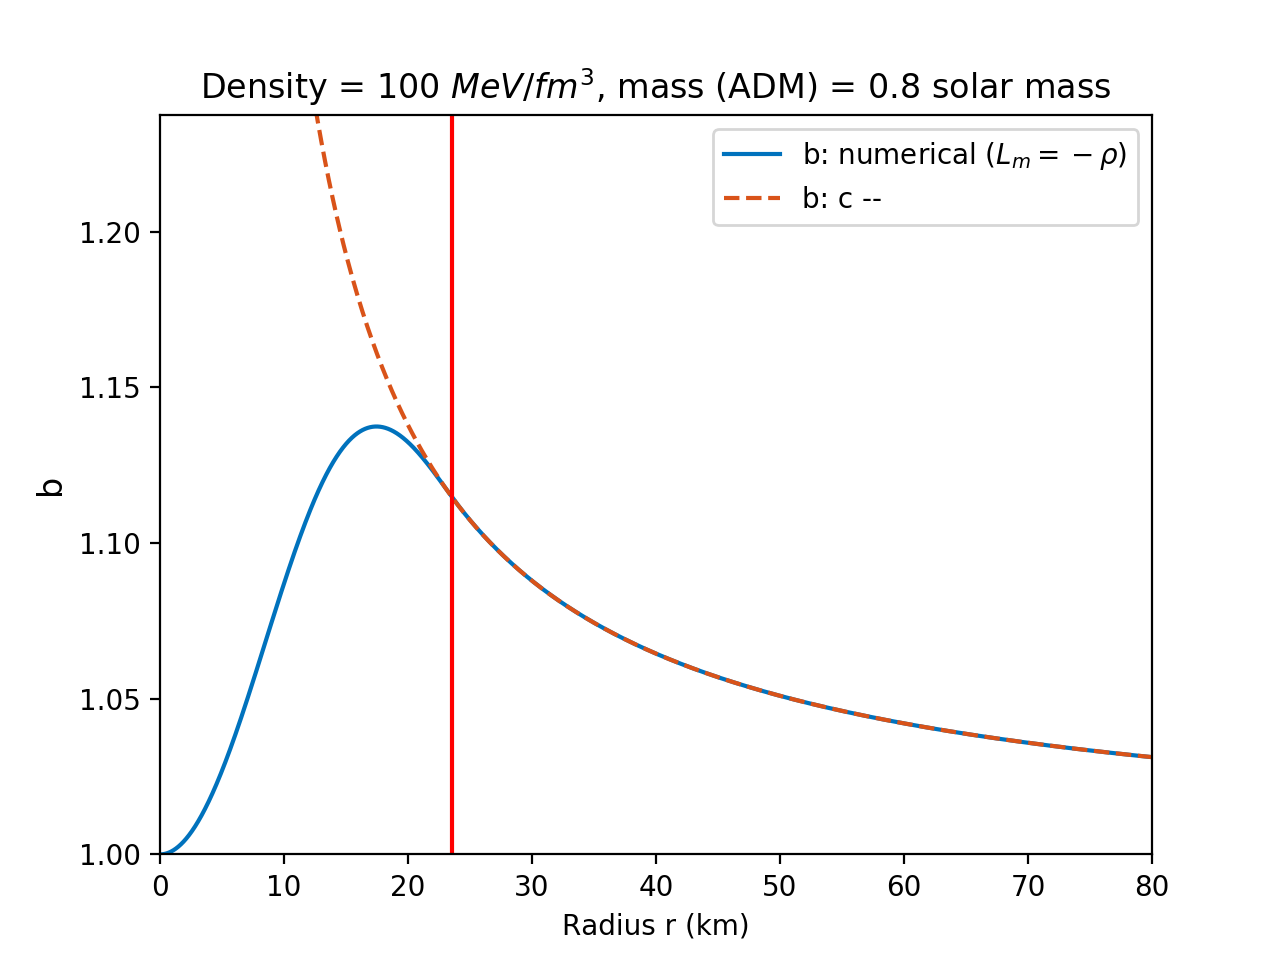 Density = 100 MeV/fm³, mass (ADM) = 0.8 solar mass
b: numerical (Lₘ = −ρ)
b: c --
1.20
1.15
b
1.10
1.05
1.00
0 10 20 30 40 50 60 70 80
Radius r (km)